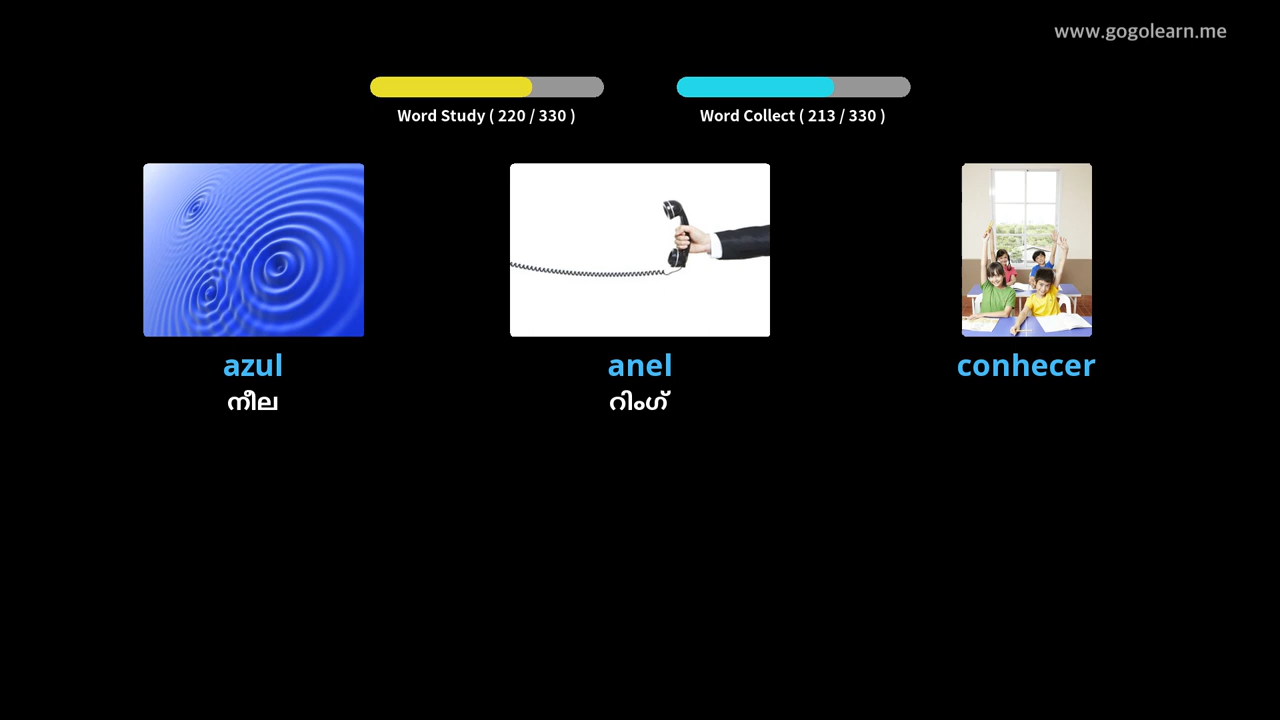 www.gogolearn.me
Word Study ( 220 / 330 )
Word Collect ( 213 / 330 )
azul
anel
conhecer
നീല
റിംഗ്